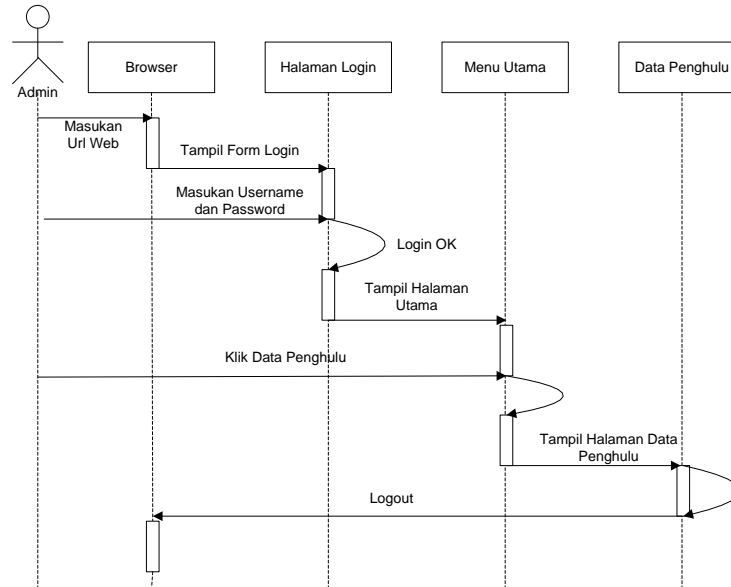 Admin
Browser
Halaman Login
Menu Utama
Data Penghulu
Masukan
Url Web
Tampil Form Login
Masukan Username
dan Password
Login OK
Tampil Halaman
Utama
Klik Data Penghulu
Tampil Halaman Data
Penghulu
Logout